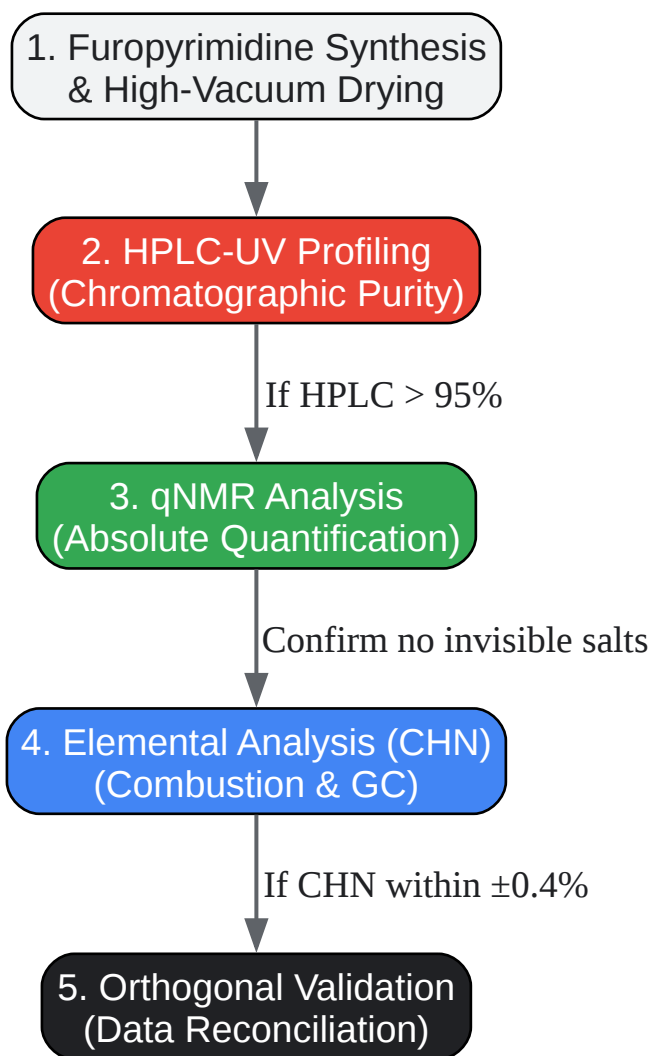 1. Furopyrimidine Synthesis
& High-Vacuum Drying
2. HPLC-UV Profiling
(Chromatographic Purity)
If HPLC > 95%
3. qNMR Analysis
(Absolute Quantification)
Confirm no invisible salts
4. Elemental Analysis (CHN)
(Combustion & GC)
If CHN within ±0.4%
5. Orthogonal Validation
(Data Reconciliation)